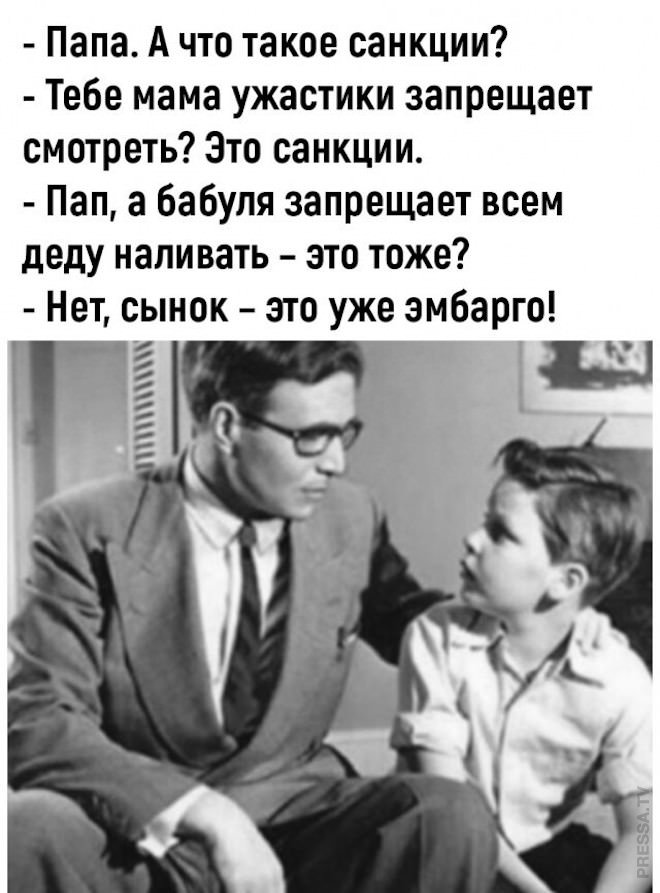 - Папа. А что такое санкции?
- Тебе мама ужастики запрещает
смотреть? Это санкции.
- Пап, а бабуля запрещает всем
деду наливать – это тоже?
- Нет, сынок – это уже эмбарго!
PRESSA.TV